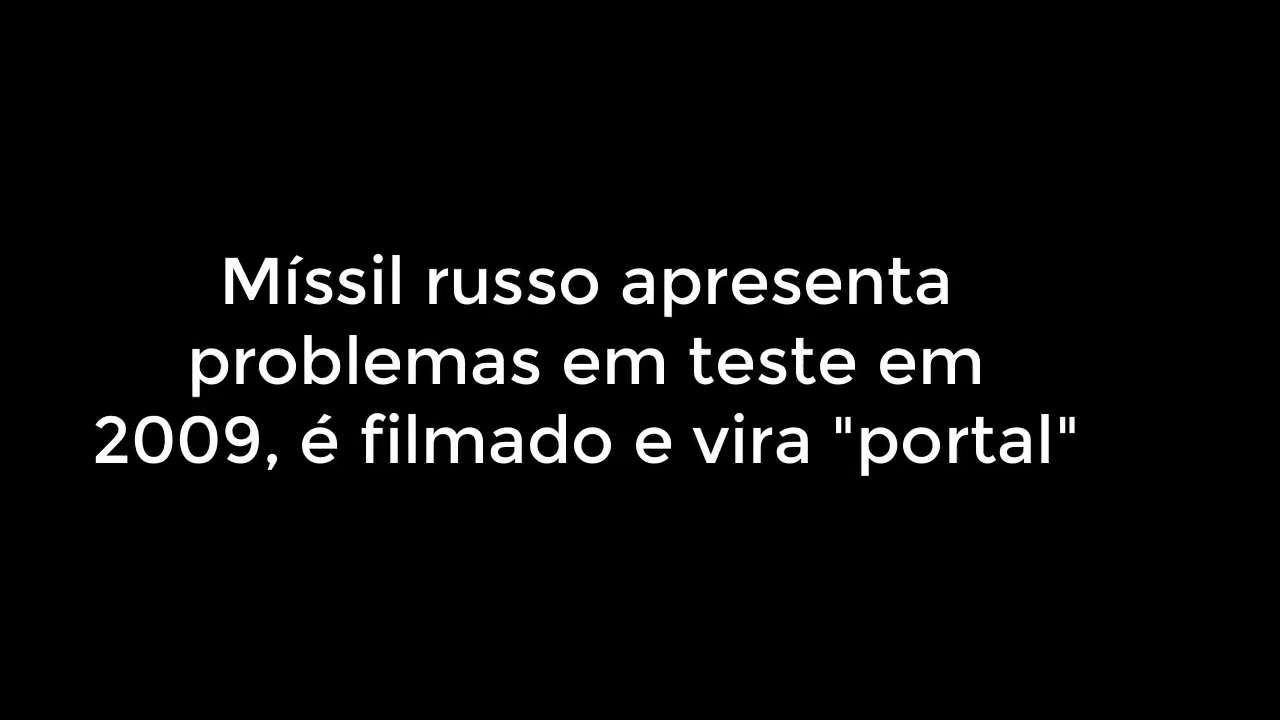 Míssil russo apresenta
problemas em teste em
2009, é filmado e vira "portal"